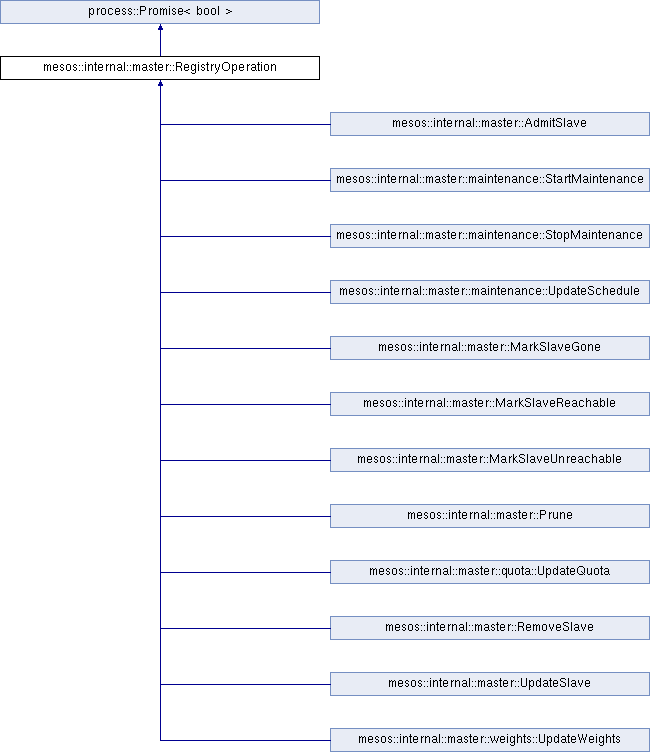 process::Promise< bool >
mesos::internal::master::RegistryOperation
mesos::internal::master::AdmitSlave
mesos::internal::master::maintenance::StartMaintenance
mesos::internal::master::maintenance::StopMaintenance
mesos::internal::master::maintenance::UpdateSchedule
mesos::internal::master::MarkSlaveGone
mesos::internal::master::MarkSlaveReachable
mesos::internal::master::MarkSlaveUnreachable
mesos::internal::master::Prune
mesos::internal::master::quota::UpdateQuota
mesos::internal::master::RemoveSlave
mesos::internal::master::UpdateSlave
mesos::internal::master::weights::UpdateWeights